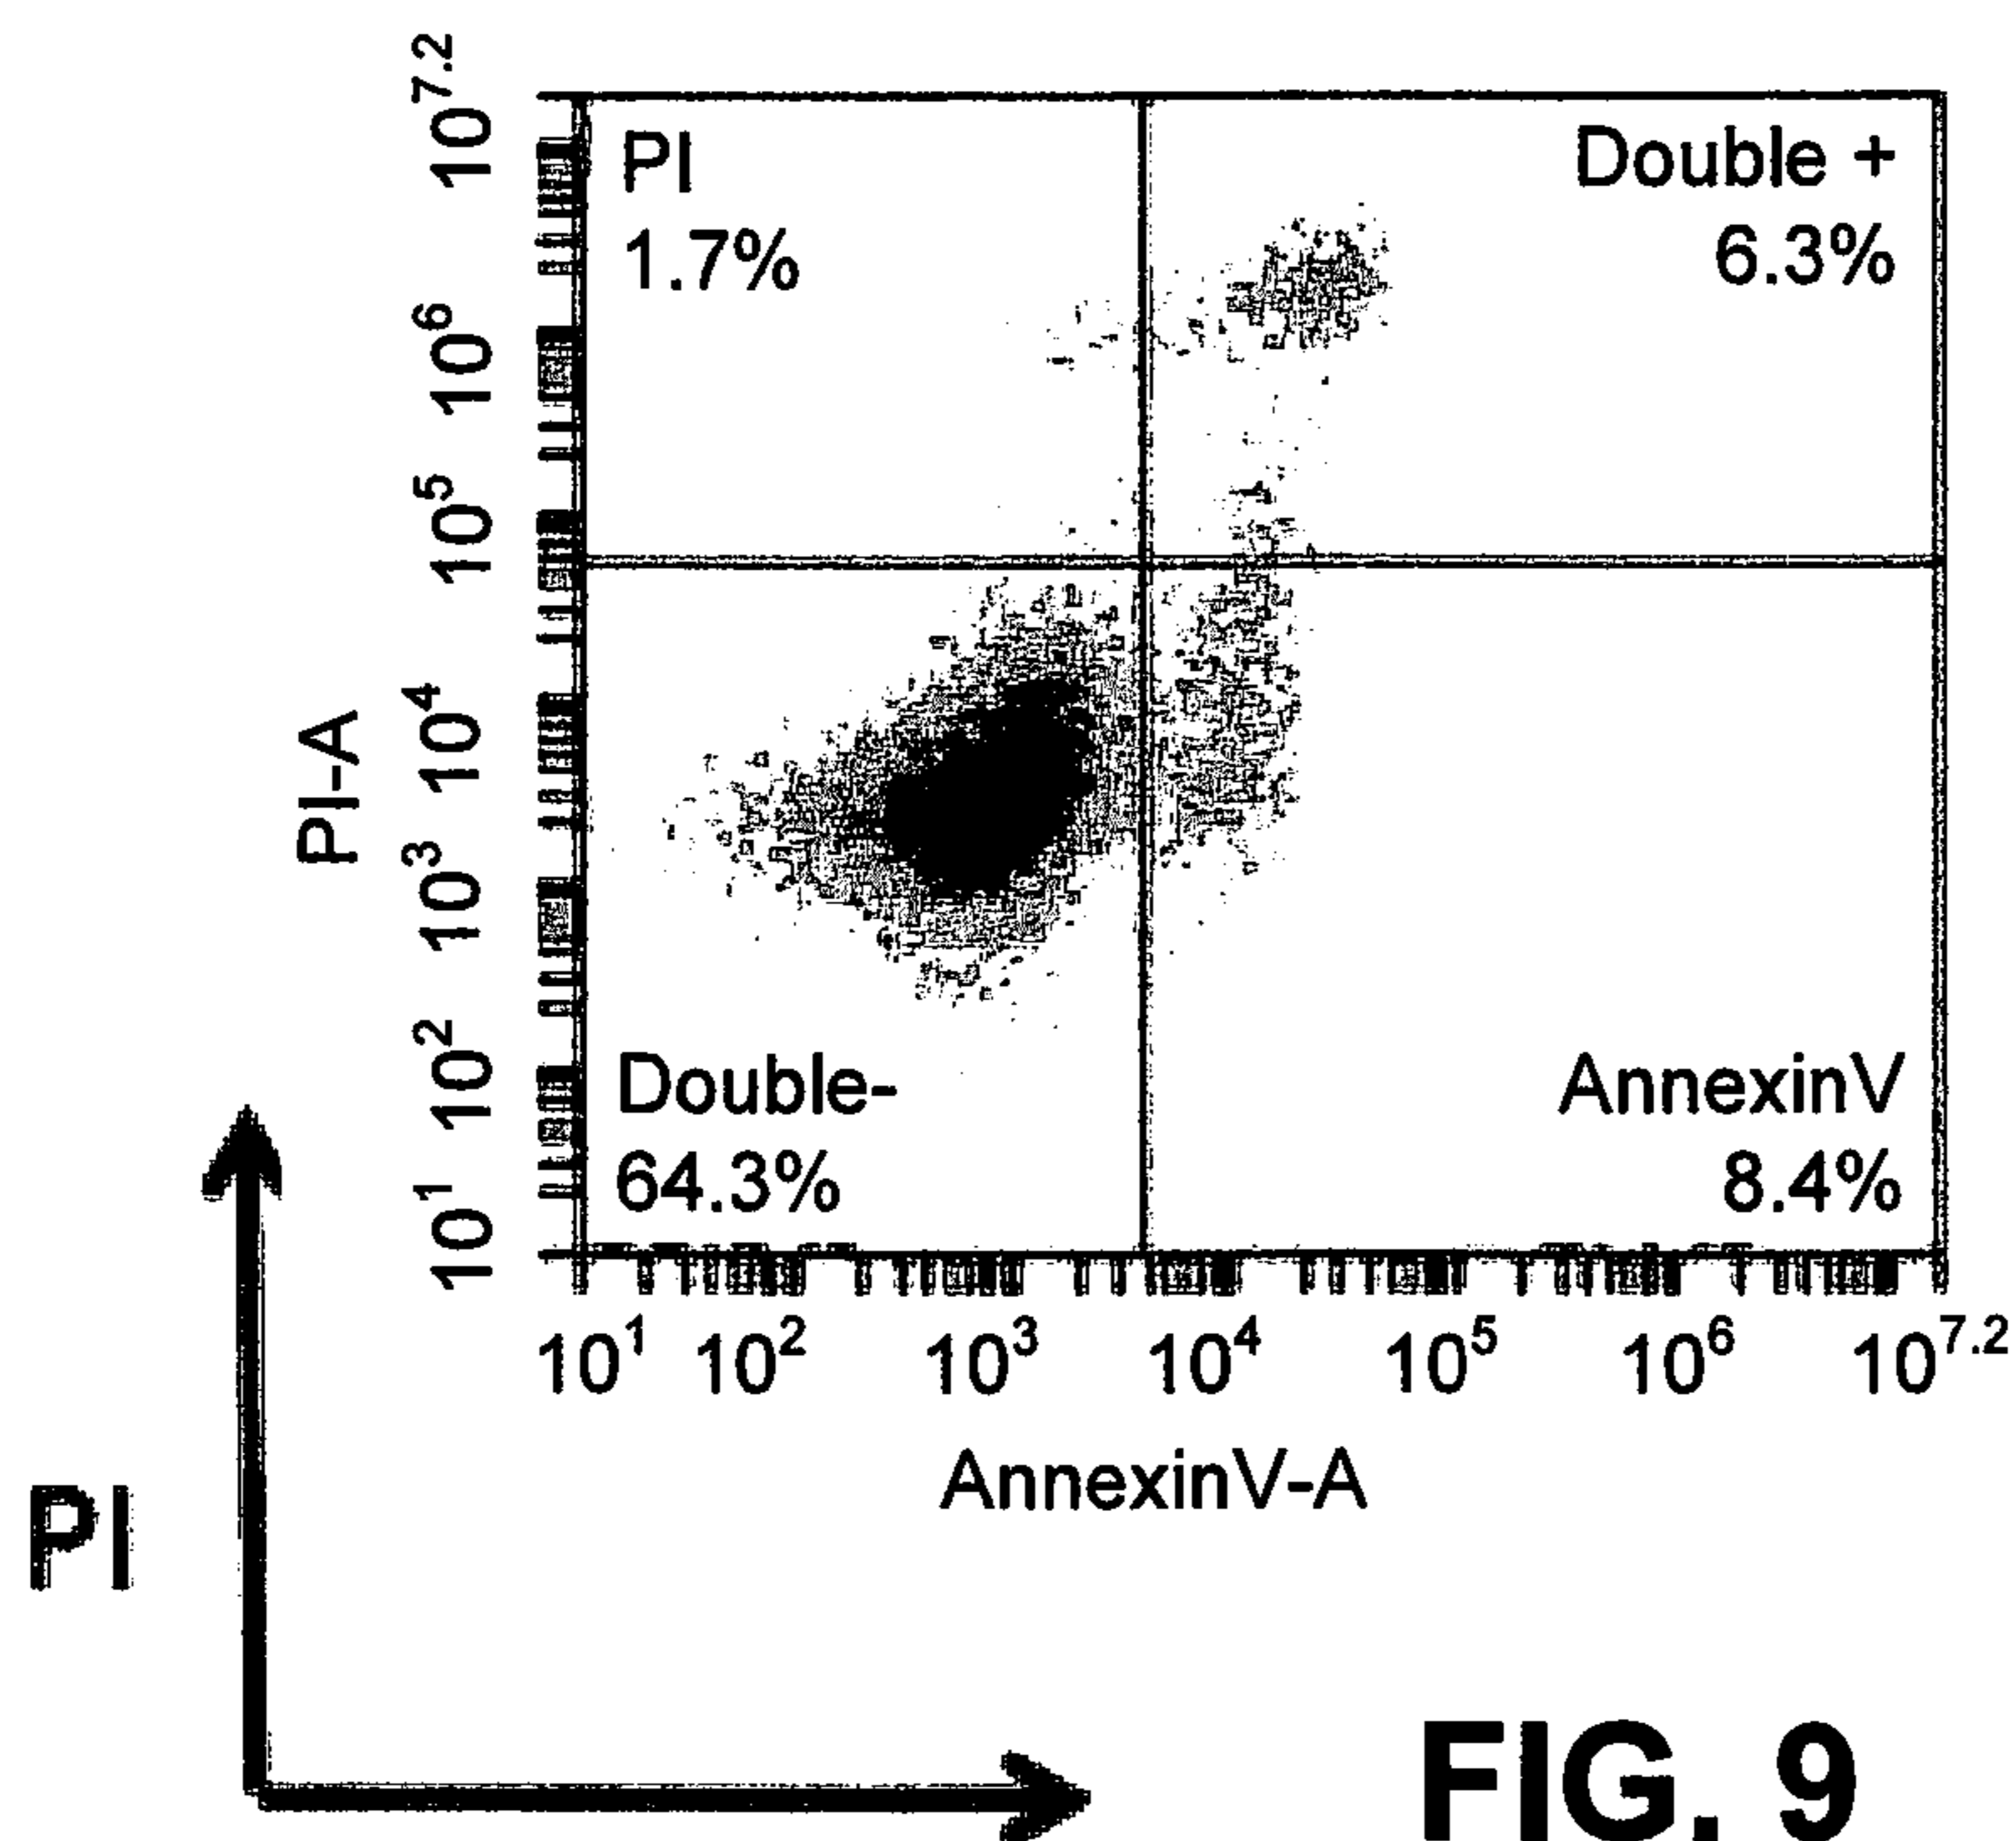 PI
1.7%
Double +
6.3%
Double-
64.3%
AnnexinV
8.4%
PI-A
10^7.2
10^6
10^5
10^4
10^3
10^2
10^1
10^1 10^2 10^3 10^4 10^5 10^6 10^7.2
AnnexinV-A
PI
FIG. 9